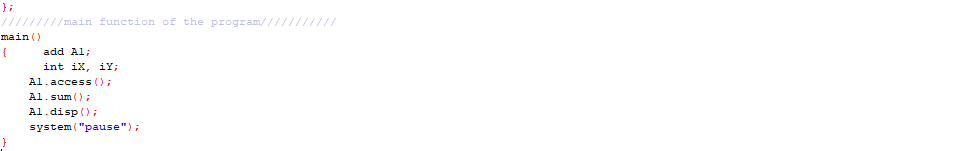 };
/////////main function of the program///////////
main()
{     add A1;
      int iX, iY;
    A1.access();
    A1.sum();
    A1.disp();
    system("pause");
}